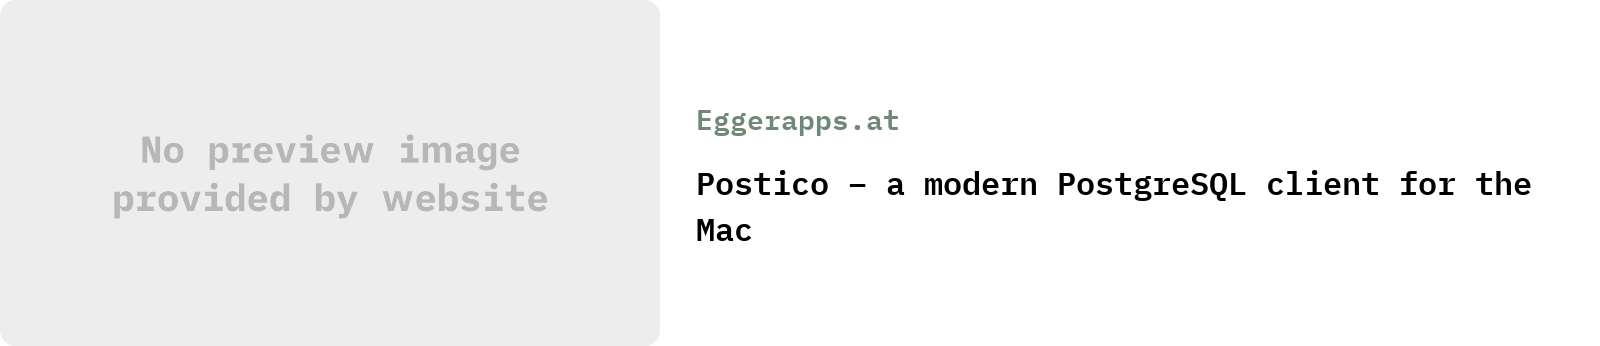 No preview image
provided by website
Eggerapps.at
Postico – a modern PostgreSQL client for the
Mac